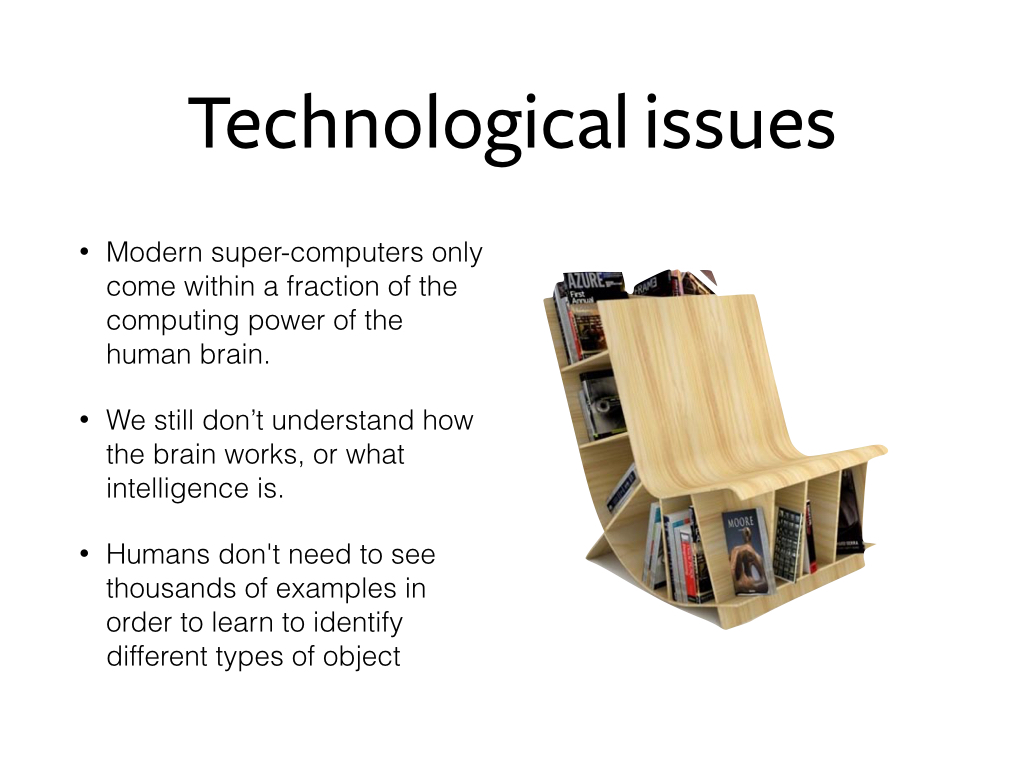 Technological issues
• Modern super-computers only
come within a fraction of the
computing power of the
human brain.
• We still don’t understand how
the brain works, or what
intelligence is.
• Humans don't need to see
thousands of examples in
order to learn to identify
different types of object
AZURE
First
Annual
MOORE